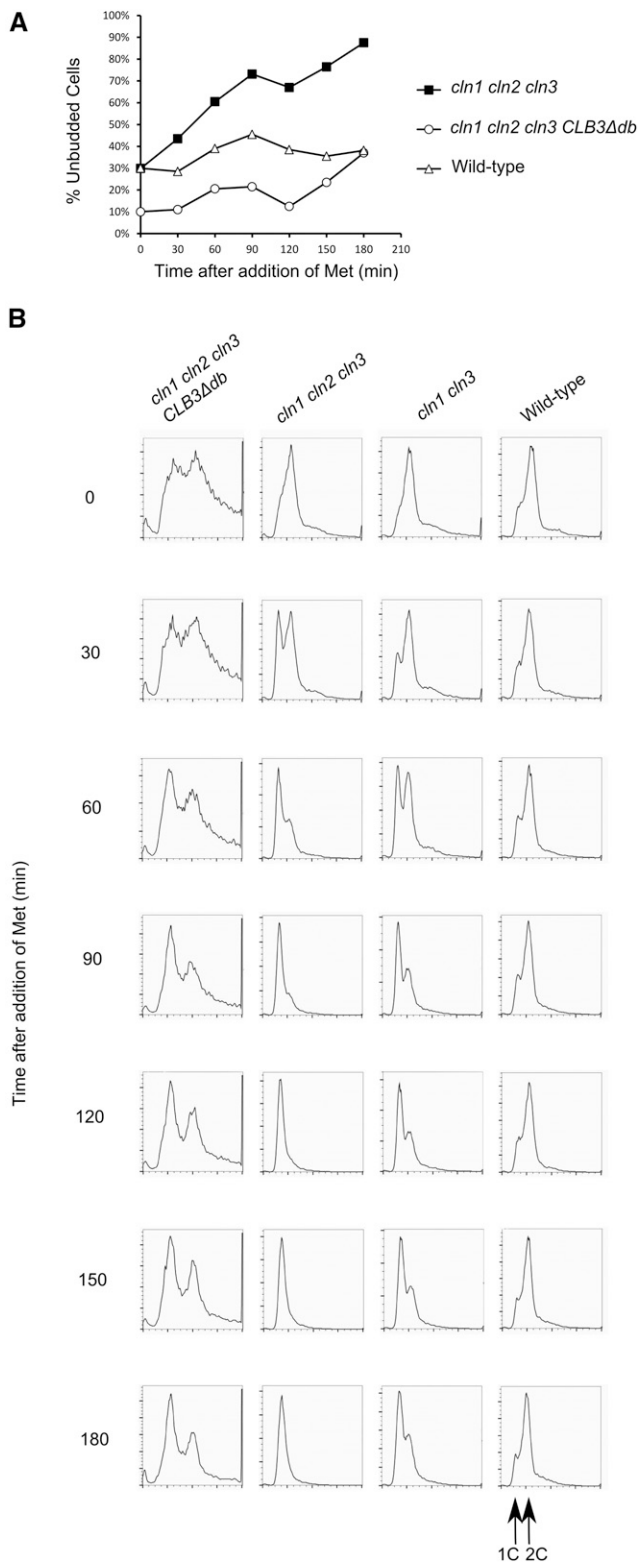 A
% Unbudded Cells
100%
90%
80%
70%
60%
50%
40%
30%
20%
10%
0%
0 30 60 90 120 150 180 210
Time after addition of Met (min)
cln1 cln2 cln3
cln1 cln2 cln3 CLB3Δdb
Wild-type
B
cln1 cln2 cln3
CLB3Δdb
cln1 cln2 cln3
cln1 cln3
Wild-type
Time after addition of Met (min)
0
30
60
90
120
150
180
1C 2C